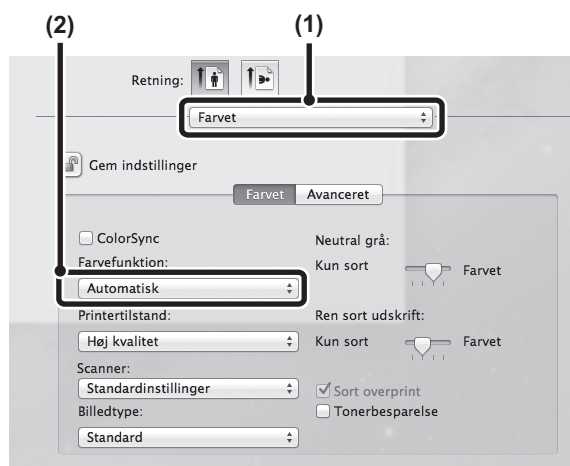 (2)
(1)
Retning:
Farvet
Gem indstillinger
Farvet Avanceret
ColorSync
Neutral grå:
Farvefunktion:
Kun sort Farvet
Automatisk
Printertilstand:
Ren sort udskrift:
Høj kvalitet
Kun sort Farvet
Scanner:
Standardinstillinger
Sort overprint
Billedtype:
Tonerbesparelse
Standard